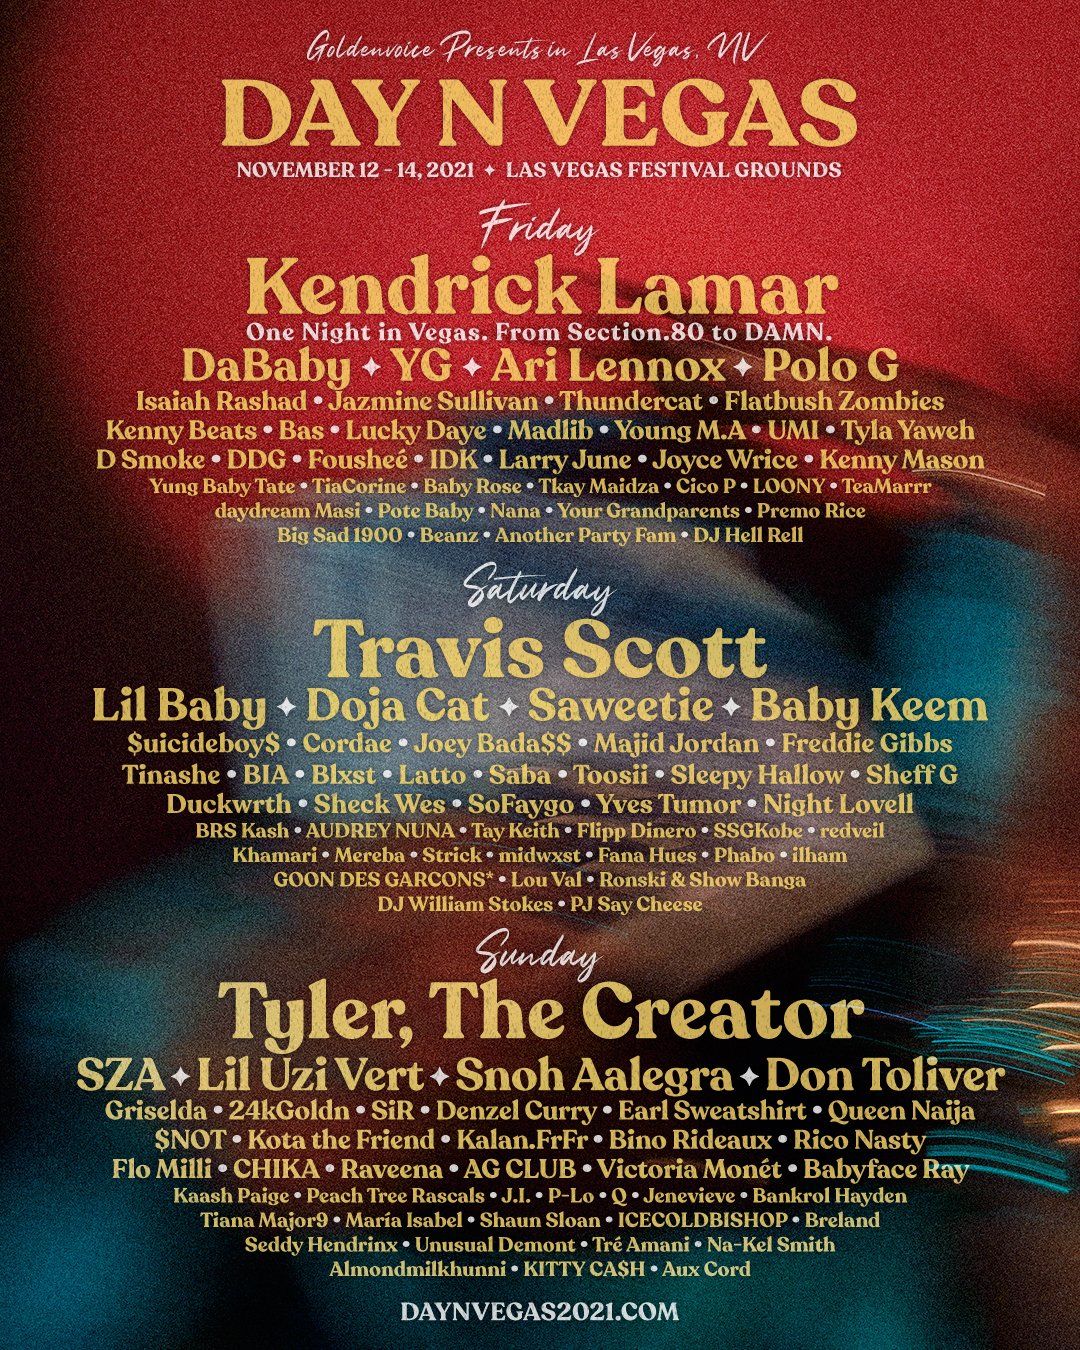 Goldenvoice Presents in Las Vegas, NV
DAY N VEGAS
NOVEMBER 12 - 14, 2021 ✦ LAS VEGAS FESTIVAL GROUNDS
Friday
Kendrick Lamar
One Night in Vegas. From Section.80 to DAMN.
DaBaby ✦ YG ✦ Ari Lennox ✦ Polo G
Isaiah Rashad • Jazmine Sullivan • Thundercat • Flatbush Zombies
Kenny Beats • Bas • Lucky Daye • Madlib • Young M.A • UMI • Tyla Yaweh
D Smoke • DDG • Fousheé • IDK • Larry June • Joyce Wrice • Kenny Mason
Yung Baby Tate • TiaCorine • Baby Rose • Tkay Maidza • Cico P • LOONY • TeaMarrr
daydream Masi • Pote Baby • Nana • Your Grandparents • Premo Rice
Big Sad 1900 • Beanz • Another Party Fam • DJ Hell Rell
Saturday
Travis Scott
Lil Baby ✦ Doja Cat ✦ Saweetie ✦ Baby Keem
$uicideboy$ • Cordae • Joey Bada$$ • Majid Jordan • Freddie Gibbs
Tinashe • BIA • Blxst • Latto • Saba • Toosii • Sleepy Hallow • Sheff G
Duckwrth • Sheck Wes • SoFaygo • Yves Tumor • Night Lovell
BRS Kash • AUDREY NUNA • Tay Keith • Flipp Dinero • SSGKobe • redveil
Khamari • Mereba • Strick • midwxst • Fana Hues • Phabo • ilham
GOON DES GARCONS* • Lou Val • Ronski & Show Banga
DJ William Stokes • PJ Say Cheese
Sunday
Tyler, The Creator
SZA ✦ Lil Uzi Vert ✦ Snoh Aalegra ✦ Don Toliver
Griselda • 24kGoldn • SiR • Denzel Curry • Earl Sweatshirt • Queen Naija
$NOT • Kota the Friend • Kalan.FrFr • Bino Rideaux • Rico Nasty
Flo Milli • CHIKA • Raveena • AG CLUB • Victoria Monét • Babyface Ray
Kaash Paige • Peach Tree Rascals • J.I. • P-Lo • Q • Jenevieve • Bankrol Hayden
Tiana Major9 • María Isabel • Shaun Sloan • ICECOLDBISHOP • Breland
Seddy Hendrinx • Unusual Demont • Tré Amani • Na-Kel Smith
Almondmilkhunni • KITTY CA$H • Aux Cord
DAYNVEGAS2021.COM